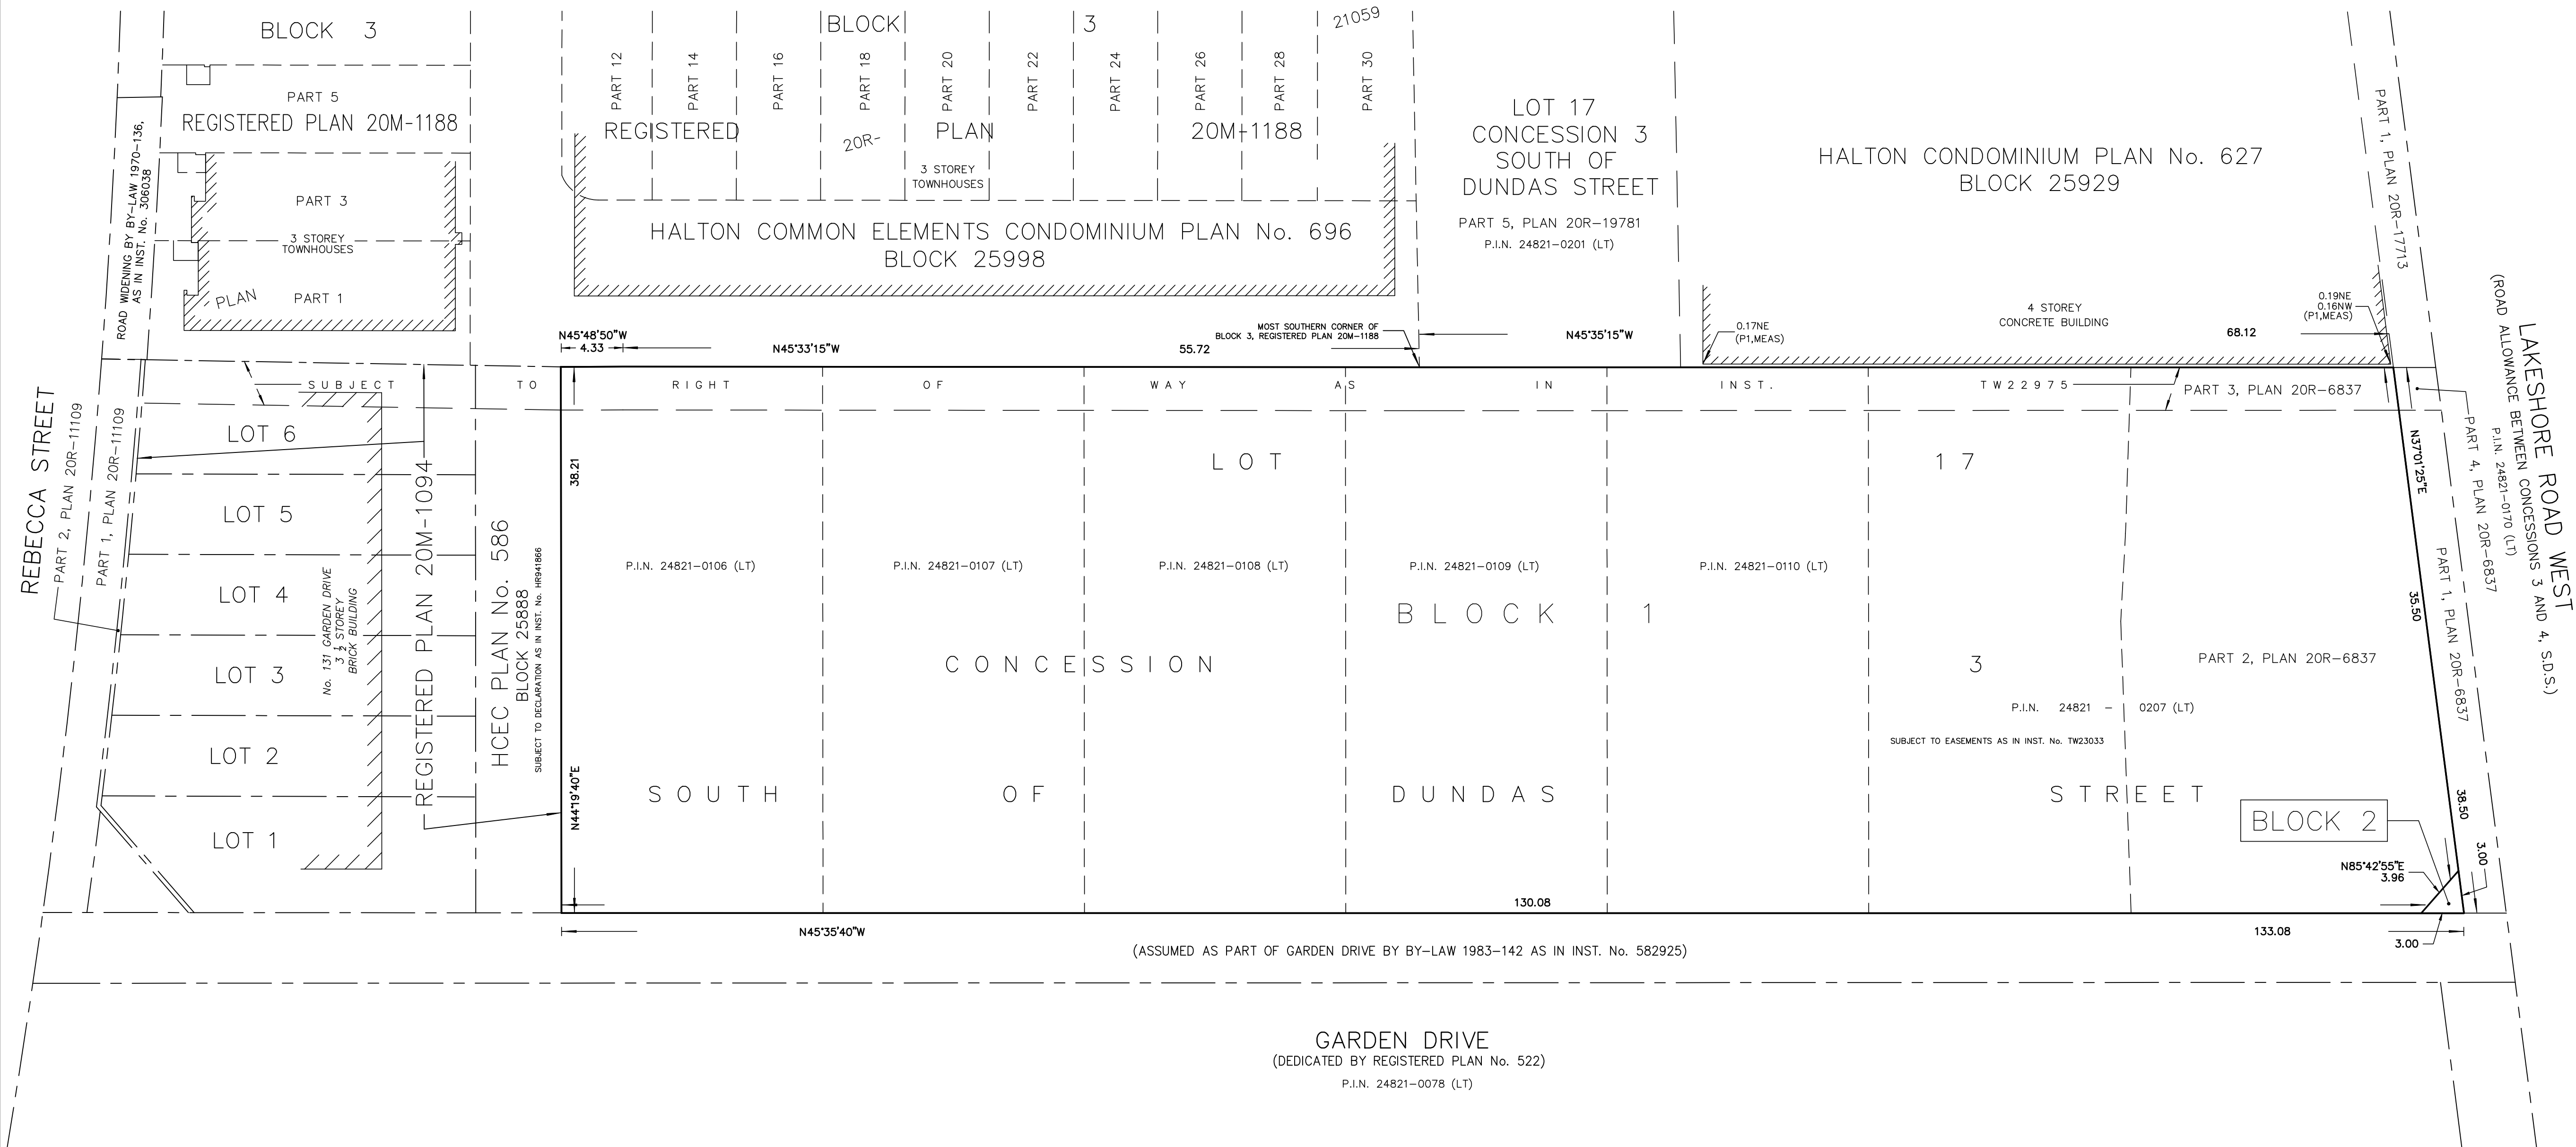 BLOCK 3
PART 5
REGISTERED PLAN 20M-1188
PART 3
3 STOREY
TOWNHOUSES
PLAN
PART 1
ROAD WIDENING BY BY-LAW 1970-136,
AS IN INST. No. 306038
BLOCK 3
21059
PART 12
PART 14
PART 16
PART 18
PART 20
PART 22
PART 24
PART 26
PART 28
PART 30
REGISTERED PLAN 20M-1188
20R-
3 STOREY
TOWNHOUSES
HALTON COMMON ELEMENTS CONDOMINIUM PLAN No. 696
BLOCK 25998
LOT 17
CONCESSION 3
SOUTH OF
DUNDAS STREET
PART 5, PLAN 20R-19781
P.I.N. 24821-0201 (LT)
HALTON CONDOMINIUM PLAN No. 627
BLOCK 25929
PART 1, PLAN 20R-17713
4 STOREY
CONCRETE BUILDING
0.19NE
0.16NW
(P1,MEAS)
0.17NE
(P1,MEAS)
68.12
N45°48'50"W
4.33
N45°33'15"W
55.72
MOST SOUTHERN CORNER OF
BLOCK 3, REGISTERED PLAN 20M-1188
N45°35'15"W
SUBJECT TO RIGHT OF WAY AS IN INST. TW22975
PART 3, PLAN 20R-6837
REBECCA STREET
PART 2, PLAN 20R-11109
PART 1, PLAN 20R-11109
LOT 6
LOT 5
LOT 4
LOT 3
LOT 2
LOT 1
No. 131 GARDEN DRIVE
3 1/2 STOREY
BRICK BUILDING
REGISTERED PLAN 20M-1094
HCEC PLAN No. 586
BLOCK 25888
SUBJECT TO DECLARATION AS IN INST. No. HR941866
38.21
N44°19'40"E
LOT 17
P.I.N. 24821-0106 (LT)
P.I.N. 24821-0107 (LT)
P.I.N. 24821-0108 (LT)
P.I.N. 24821-0109 (LT)
P.I.N. 24821-0110 (LT)
BLOCK 1
CONCESSION 3
PART 2, PLAN 20R-6837
P.I.N. 24821 - 0207 (LT)
SUBJECT TO EASEMENTS AS IN INST. No. TW23033
SOUTH OF DUNDAS STREET
BLOCK 2
N85°42'55"E
3.96
N37°01'25"E
35.50
38.50
3.00
PART 1, PLAN 20R-6837
PART 4, PLAN 20R-6837
P.I.N. 24821-0170 (LT)
LAKESHORE ROAD WEST
(ROAD ALLOWANCE BETWEEN CONCESSIONS 3 AND 4, S.D.S.)
130.08
N45°35'40"W
133.08
3.00
(ASSUMED AS PART OF GARDEN DRIVE BY BY-LAW 1983-142 AS IN INST. No. 582925)
GARDEN DRIVE
(DEDICATED BY REGISTERED PLAN No. 522)
P.I.N. 24821-0078 (LT)